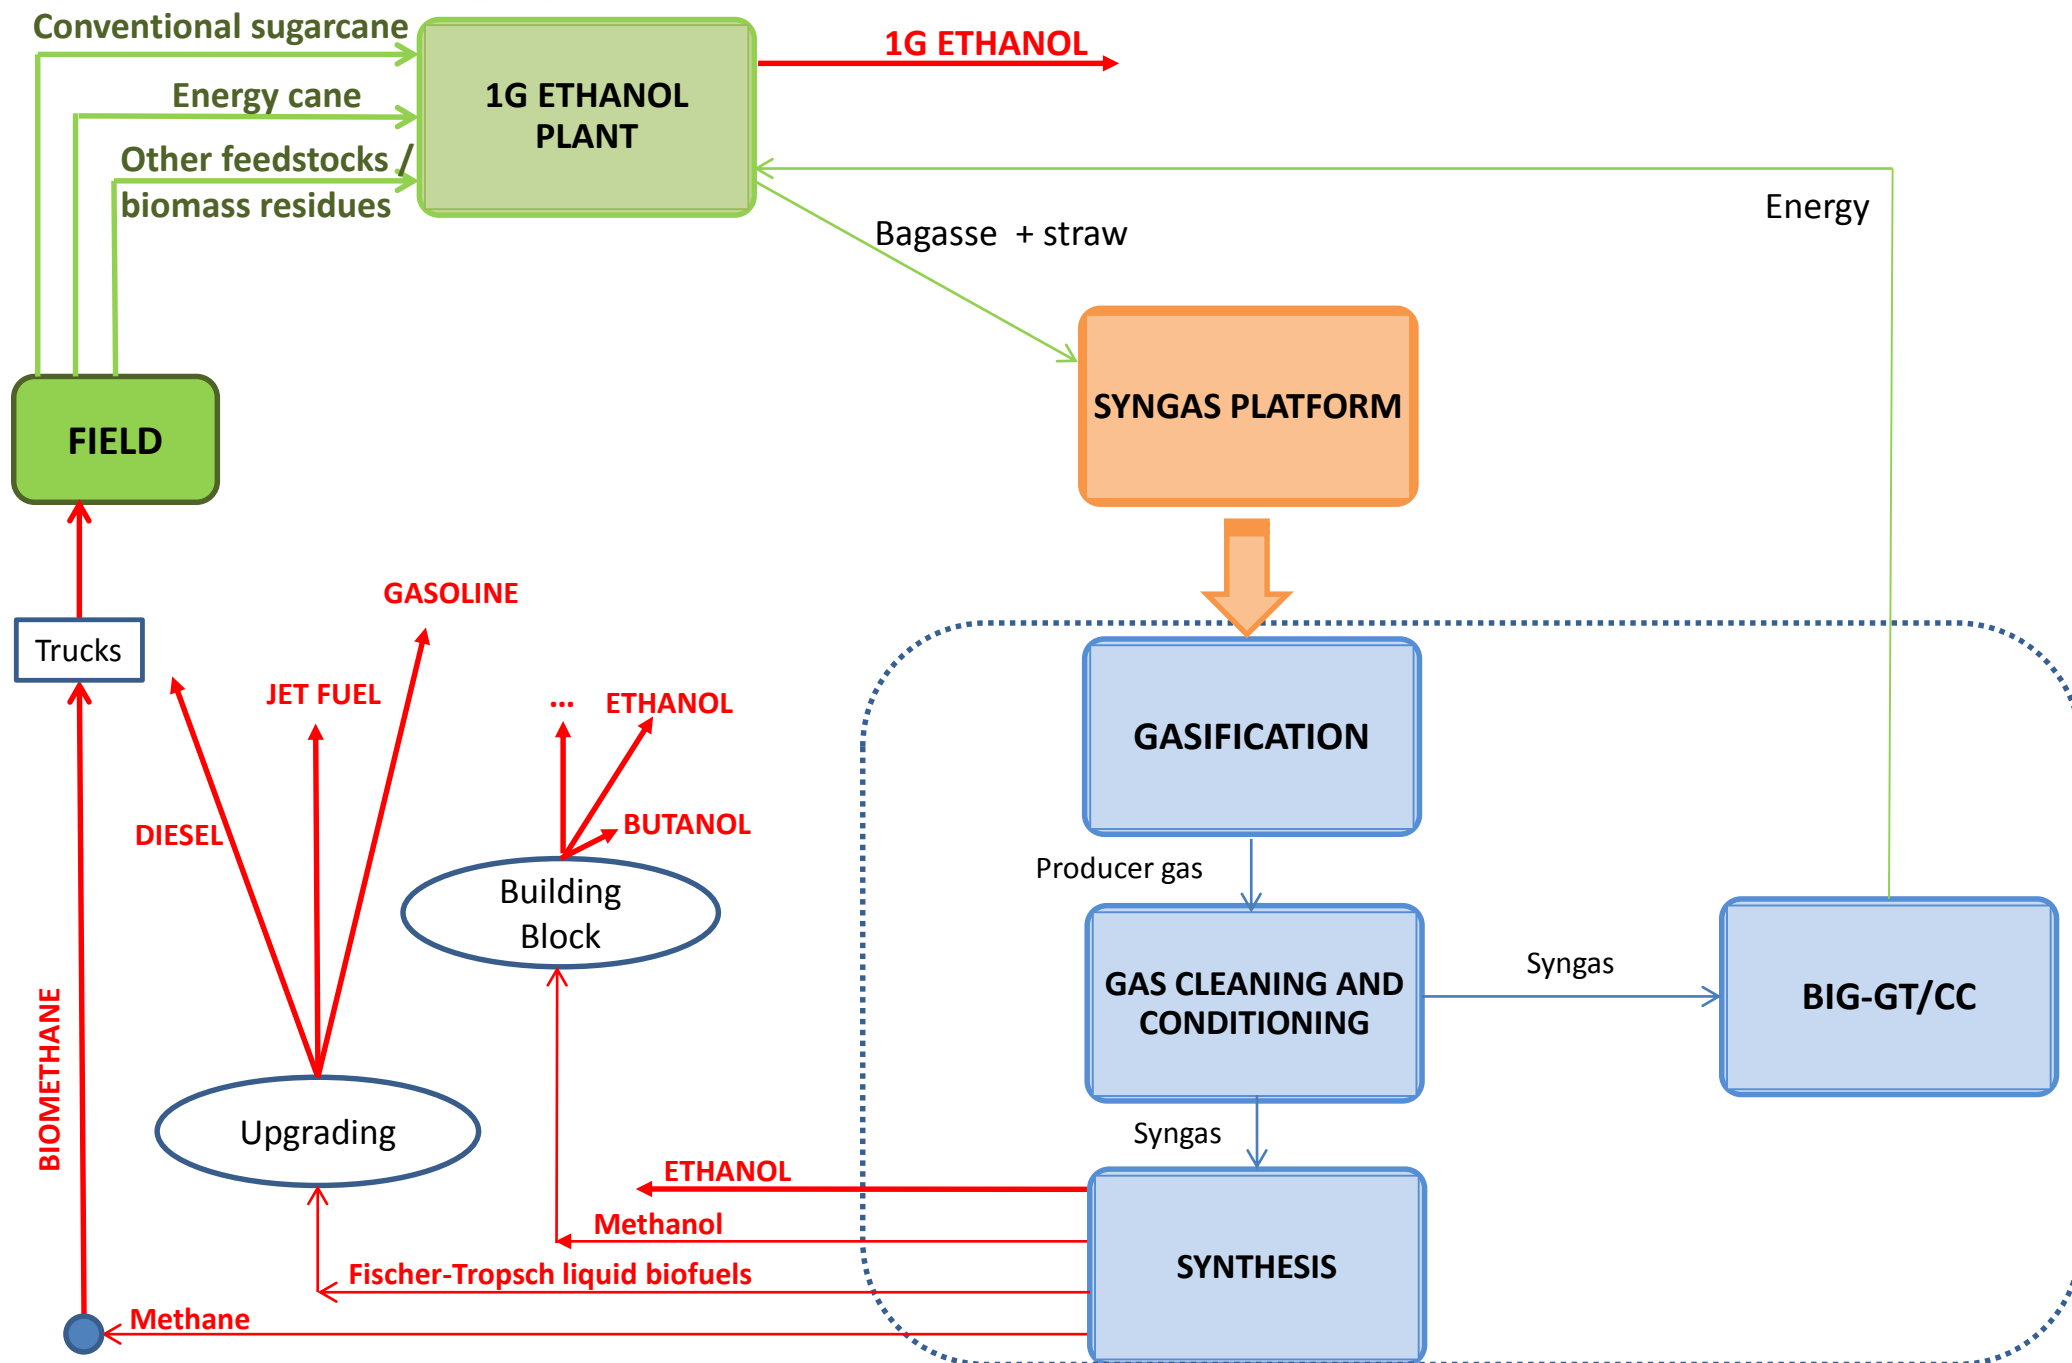 Conventional sugarcane
1G ETHANOL
1G ETHANOL
PLANT
Energy cane
Other feedstocks /
biomass residues
Energy
Bagasse + straw
SYNGAS PLATFORM
FIELD
GASOLINE
Trucks
JET FUEL
...
ETHANOL
GASIFICATION
DIESEL
BUTANOL
Producer gas
Building
Block
Syngas
GAS CLEANING AND
CONDITIONING
BIG-GT/CC
BIOMETHANE
Upgrading
Syngas
ETHANOL
Methanol
SYNTHESIS
Fischer-Tropsch liquid biofuels
Methane